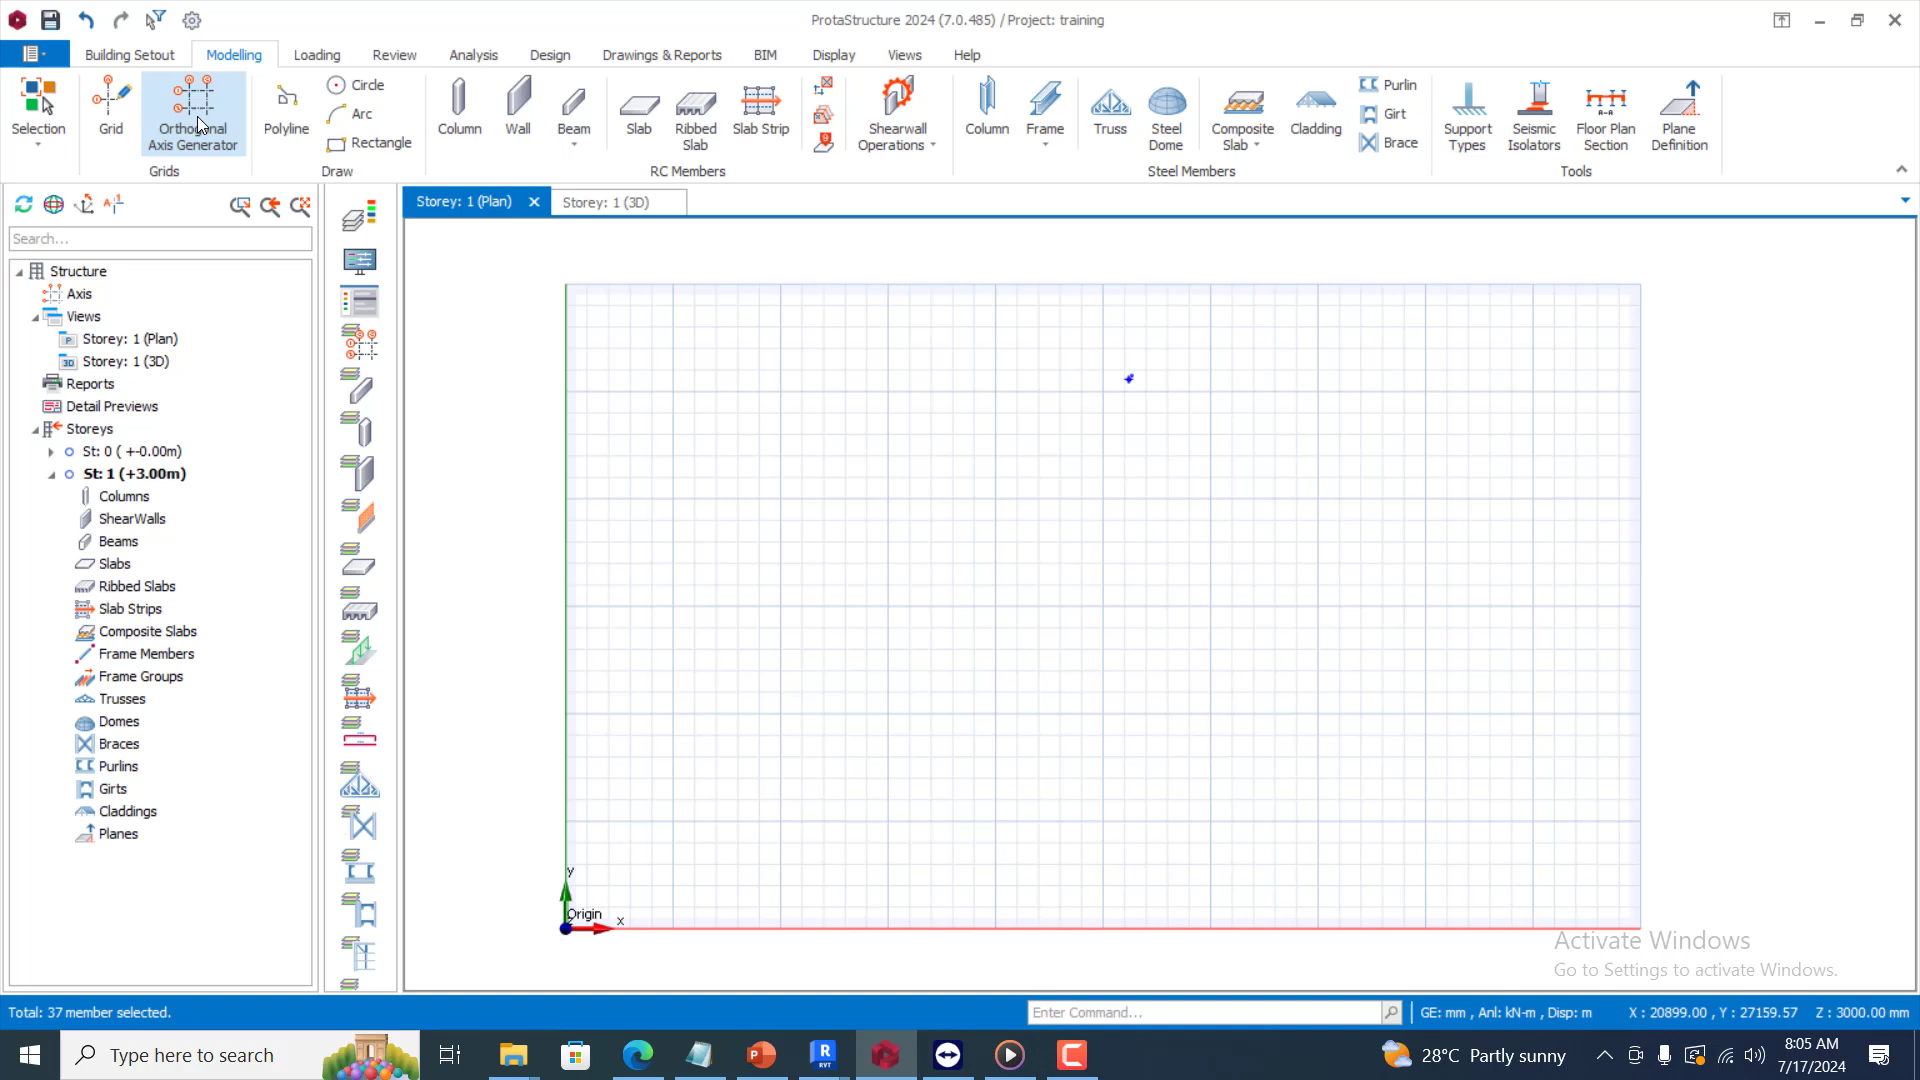 ProtaStructure 2024 (7.0.485) / Project: training
Building Setout Modelling Loading Review Analysis Design Drawings & Reports BIM Display Views Help
Selection
Grid
Orthogonal
Axis Generator
Grids
Polyline
Circle
Arc
Rectangle
Draw
Column
Wall
Beam
Slab
Ribbed
Slab
Slab Strip
Shearwall
Operations
RC Members
Column
Frame
Truss
Steel
Dome
Composite
Slab
Cladding
Purlin
Girt
Brace
Steel Members
Support
Types
Seismic
Isolators
Floor Plan
Section
Plane
Definition
Tools
Search...
Structure
Axis
Views
Storey: 1 (Plan)
Storey: 1 (3D)
Reports
Detail Previews
Storeys
St: 0 ( +-0.00m)
St: 1 (+3.00m)
Columns
ShearWalls
Beams
Slabs
Ribbed Slabs
Slab Strips
Composite Slabs
Frame Members
Frame Groups
Trusses
Domes
Braces
Purlins
Girts
Claddings
Planes
Storey: 1 (Plan)
Storey: 1 (3D)
y
Origin
x
Activate Windows
Go to Settings to activate Windows.
Total: 37 member selected.
Enter Command...
GE: mm , Anl: kN-m , Disp: m
X : 20899.00 , Y : 27159.57 Z : 3000.00 mm
Type here to search
28°C Partly sunny
8:05 AM
7/17/2024